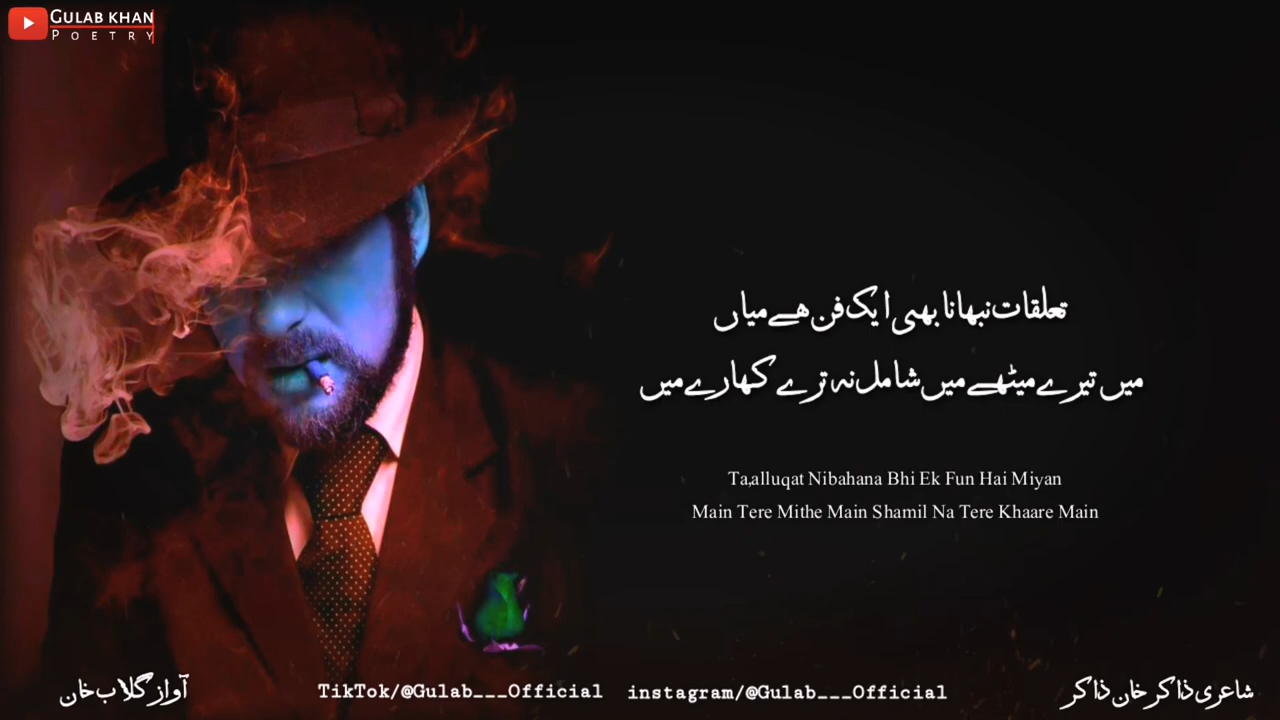 GULAB KHAN
POETRY
تعلقات نبھانا بھی ایک فن ھے میاں
میں تیرے میٹھے میں شامل نہ ترے کھارے میں
Ta,alluqat Nibahana Bhi Ek Fun Hai Miyan
Main Tere Mithe Main Shamil Na Tere Khaare Main
آواز گلاب خان
TikTok/@Gulab___Official
instagram/@Gulab___Official
شاعری ذاکر خان ذاکر